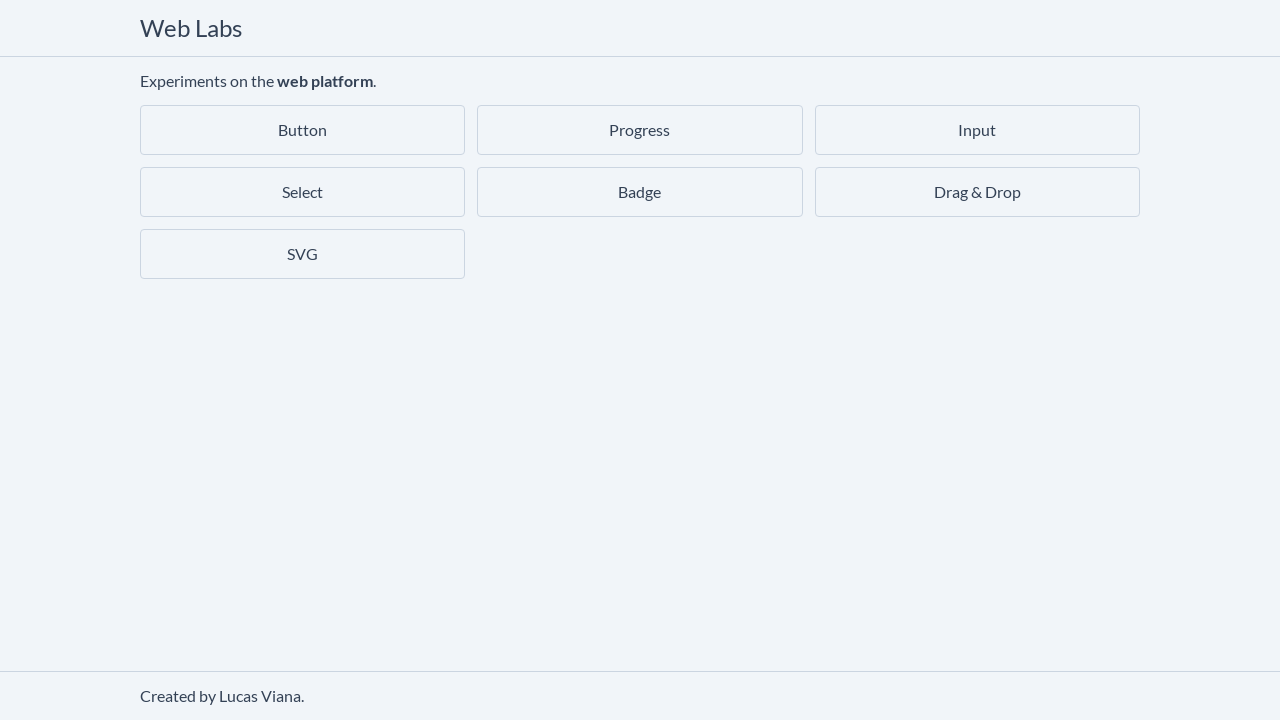 Web Labs
Experiments on the web platform.
Button
Progress
Input
Select
Badge
Drag & Drop
SVG
Created by Lucas Viana.